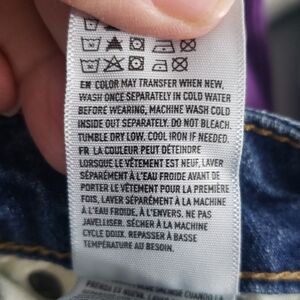 EN COLOR MAY TRANSFER WHEN NEW,
WASH ONCE SEPARATELY IN COLD WATER
BEFORE WEARING, MACHINE WASH COLD
INSIDE OUT SEPARATELY. DO NOT BLEACH.
TUMBLE DRY LOW. COOL IRON IF NEEDED.
FR LA COULEUR PEUT DÉTEINDRE
LORSQUE LE VÊTEMENT EST NEUF, LAVER
SÉPARÉMENT À L'EAU FROIDE AVANT DE
PORTER LE VÊTEMENT POUR LA PREMIÈRE
FOIS, LAVER SÉPARÉMENT À LA MACHINE
À L'EAU FROIDE, À L'ENVERS. NE PAS
JAVELLISER. SÉCHER À LA MACHINE
CYCLE DOUX. REPASSER À BASSE
TEMPÉRATURE AU BESOIN.